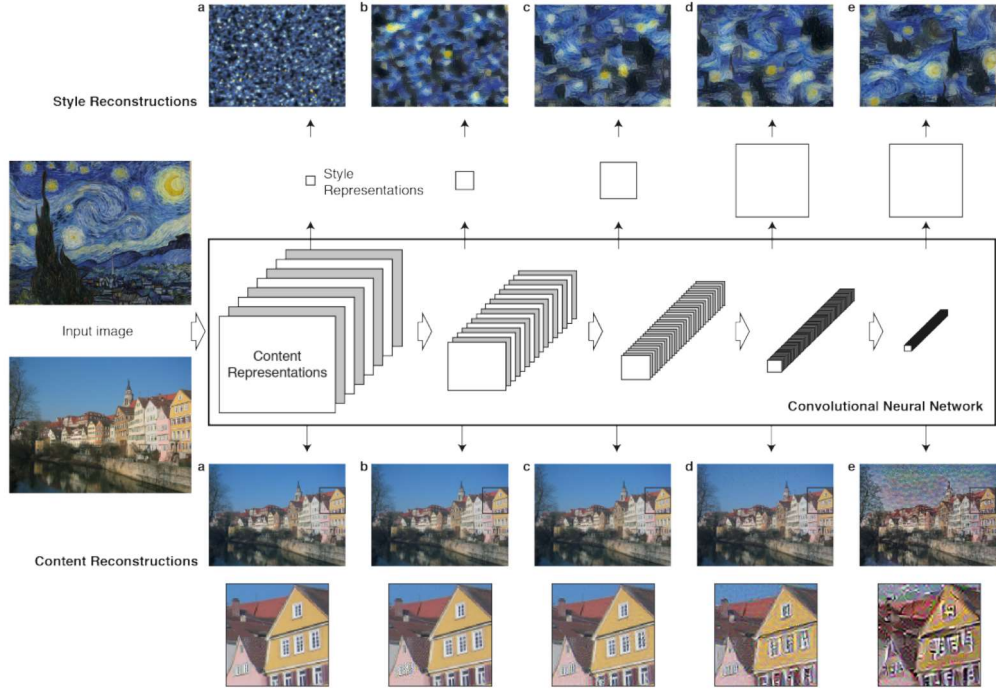 a
b
c
d
e
Style Reconstructions
Style
Representations
Input image
Content
Representations
Convolutional Neural Network
a
b
c
d
e
Content Reconstructions